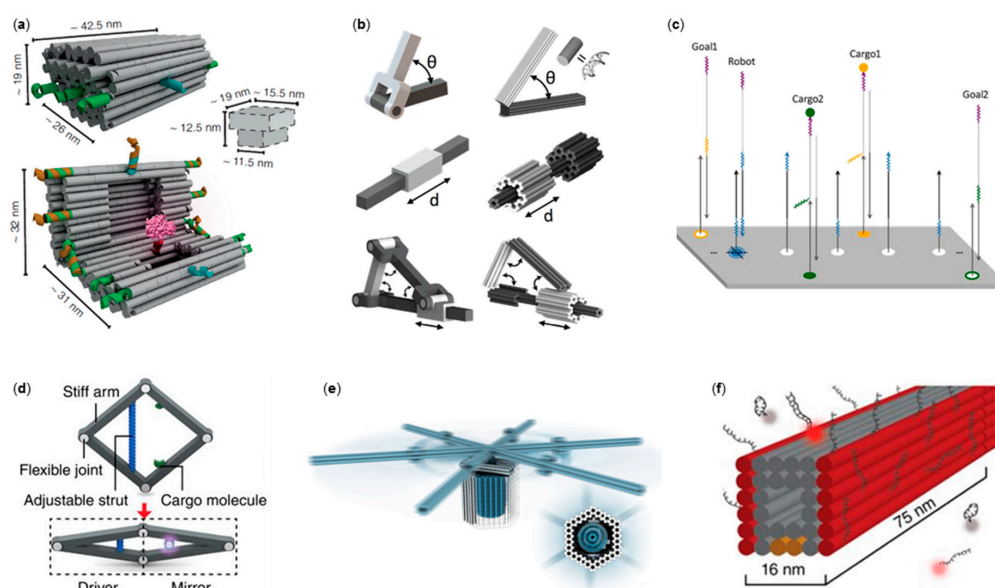 (a)
~ 42.5 nm
~ 19 nm
~ 26 nm
~ 19 nm
~ 15.5 nm
~ 12.5 nm
~ 11.5 nm
~ 32 nm
~ 31 nm
(b)
θ
θ
=
d
d
(c)
Goal1
Robot
Cargo1
Cargo2
Goal2
...
...
(d)
Stiff arm
Flexible joint
Adjustable strut
Cargo molecule
Driver
Mirror
(e)
(f)
75 nm
16 nm